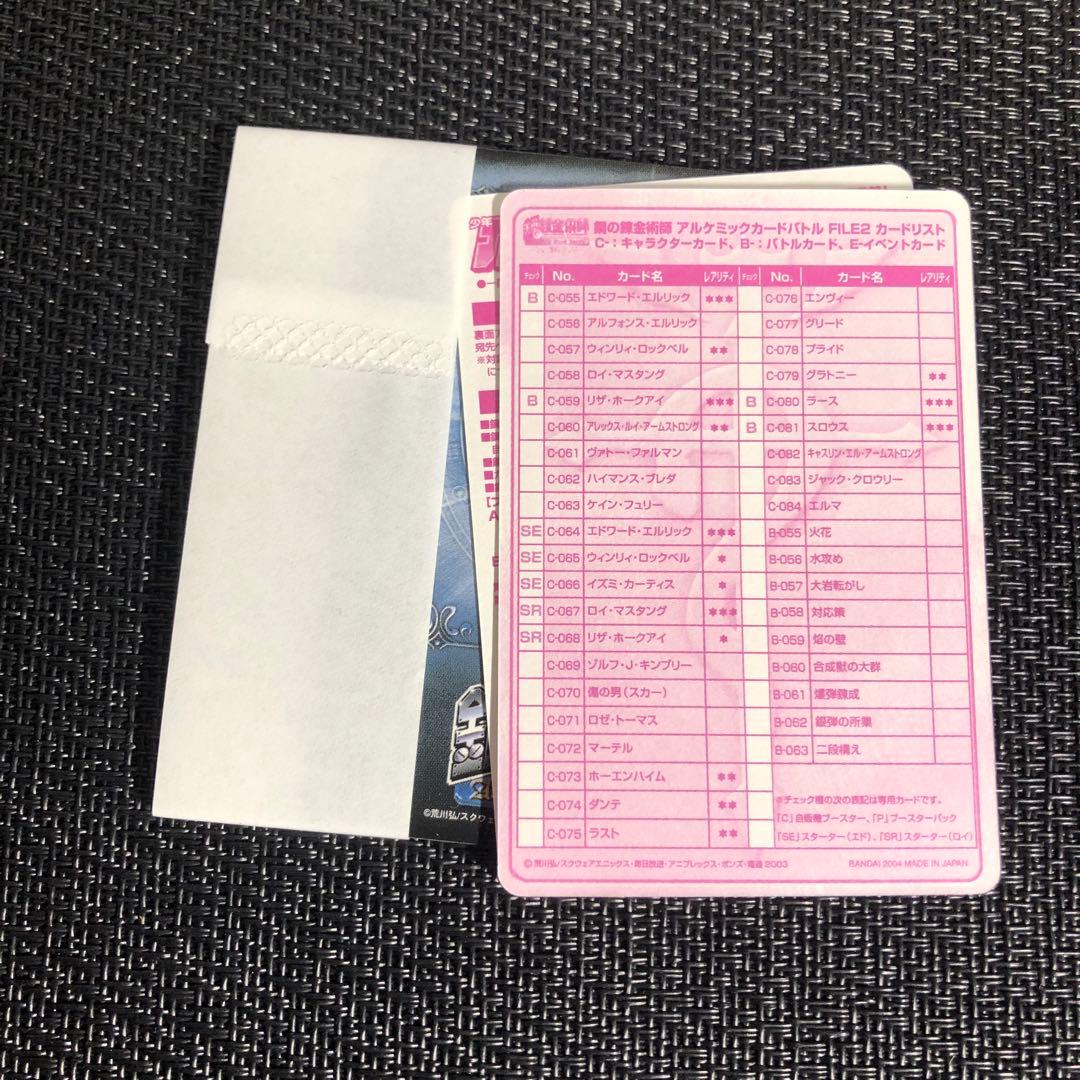 鋼の錬金術師 アルケミックカードバトル FILE2 カードリスト
C-：キャラクターカード、B-：バトルカード、E-イベントカード
チェック No. カード名 レアリティ チェック No. カード名 レアリティ
B C-055 エドワード・エルリック ✱✱✱ C-076 エンヴィー
C-056 アルフォンス・エルリック C-077 グリード
C-057 ウィンリィ・ロックベル ✱✱ C-078 プライド
C-058 ロイ・マスタング C-079 グラトニー ✱✱
B C-059 リザ・ホークアイ ✱✱✱ B C-080 ラース ✱✱✱
C-060 アレックス・ルイ・アームストロング ✱✱ B C-081 スロウス ✱✱✱
C-061 ヴァトー・ファルマン C-082 キャスリン・エル・アームストロング
C-062 ハイマンス・ブレダ C-083 ジャック・クロウリー
C-063 ケイン・フュリー C-084 エルマ
SE C-064 エドワード・エルリック ✱✱✱ B-055 火花
SE C-065 ウィンリィ・ロックベル ✱ B-056 水攻め
SE C-066 イズミ・カーティス ✱ B-057 大岩転がし
SR C-067 ロイ・マスタング ✱✱✱ B-058 対応策
SR C-068 リザ・ホークアイ ✱ B-059 焔の壁
C-069 ゾルフ・J・キンブリー B-060 合成獣の大群
C-070 傷の男（スカー） B-061 爆弾錬成
C-071 ロゼ・トーマス B-062 銀弾の所業
C-072 マーテル B-063 二段構え
C-073 ホーエンハイム ✱✱
C-074 ダンテ ✱✱
C-075 ラスト ✱✱
※チェック欄の次の表記は専用カードです。
「C」自販機ブースター、「P」ブースターパック
「SE」スターター（エド）、「SR」スターター（ロイ）
© 荒川弘/スクウェアエニックス・毎日放送・アニプレックス・ボンズ・電通 2003
BANDAI 2004 MADE IN JAPAN
少年
裏面
宛先
※対
©荒川弘/スクウェ